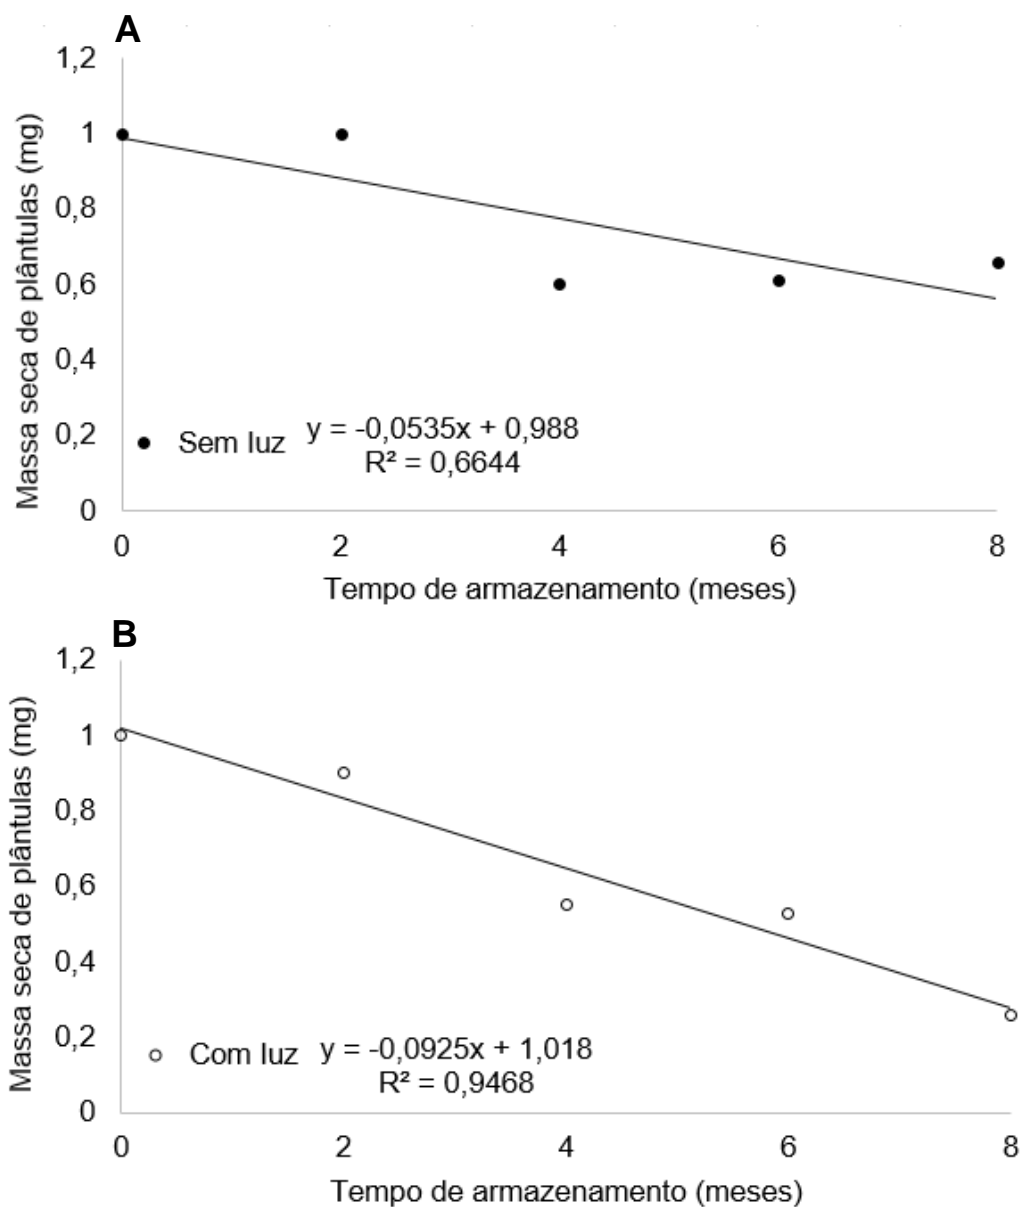 A
Massa seca de plântulas (mg)
1,2
1
0,8
0,6
0,4
0,2
0
Sem luz y = -0,0535x + 0,988
R² = 0,6644
0 2 4 6 8
Tempo de armazenamento (meses)
B
Massa seca de plântulas (mg)
1,2
1
0,8
0,6
0,4
0,2
0
Com luz y = -0,0925x + 1,018
R² = 0,9468
0 2 4 6 8
Tempo de armazenamento (meses)